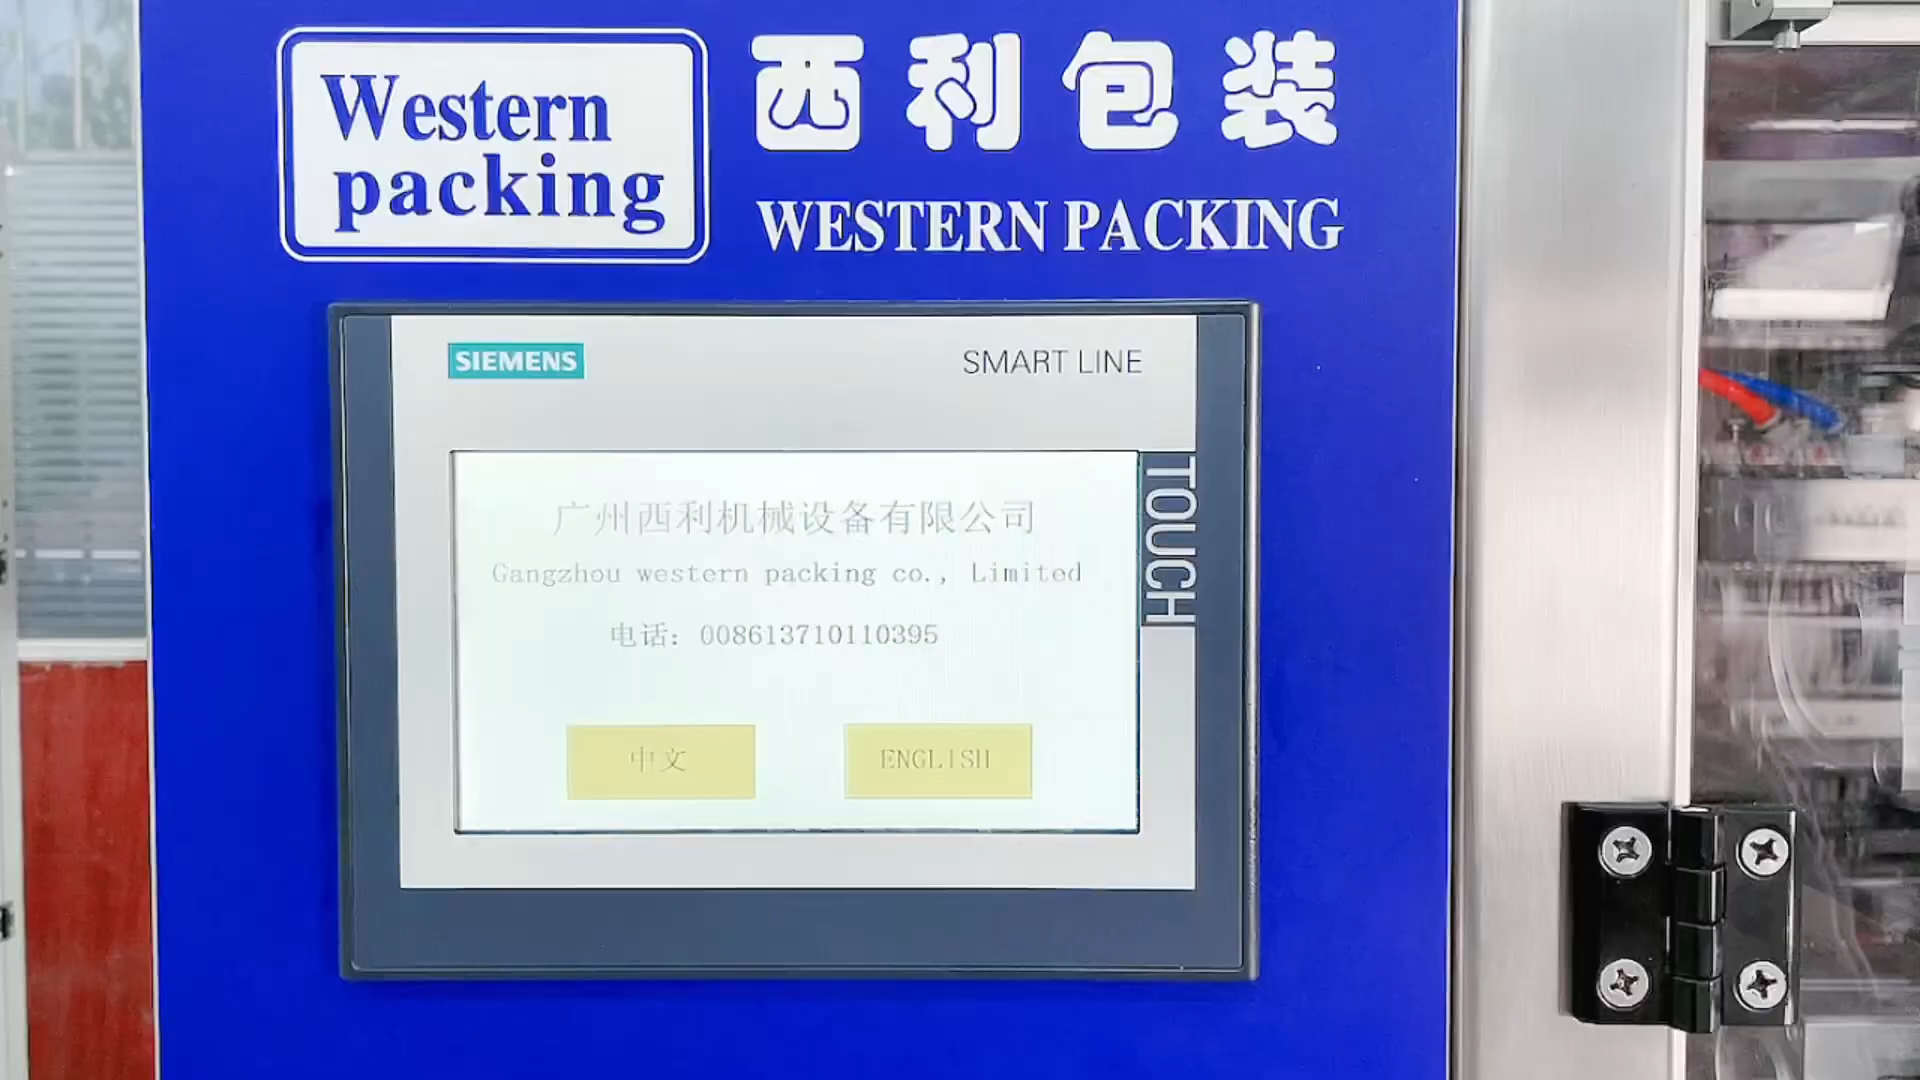 Western
packing
西利包装
WESTERN PACKING
SIEMENS
SMART LINE
TOUCH
广州西利机械设备有限公司
Gangzhou western packing co., Limited
电话: 008613710110395
中文
ENGLISH